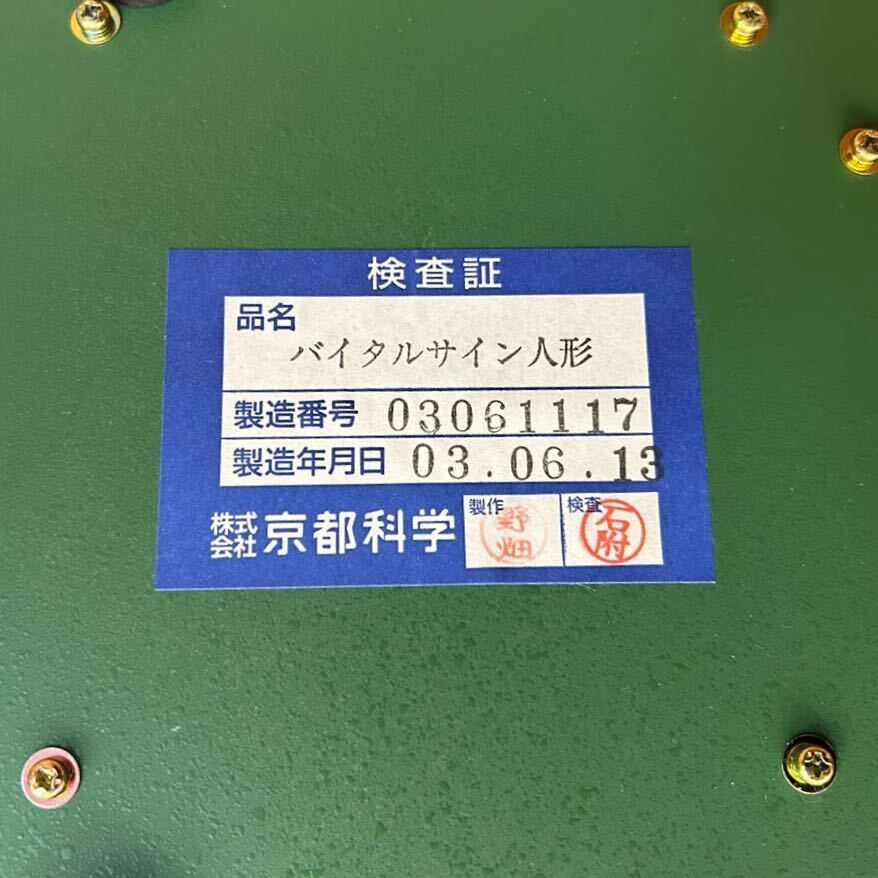 検査証
品名
バイタルサイン人形
製造番号 03061117
製造年月日 03.06.13
株式会社 京都科学
製作 野畑
検査 石附